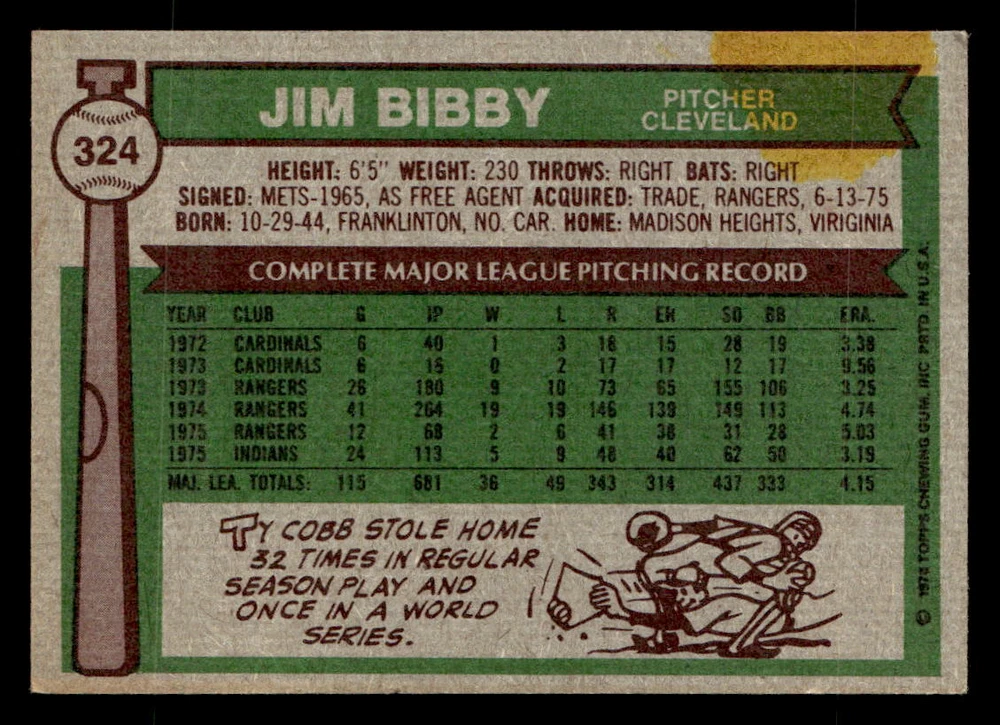 324
JIM BIBBY
PITCHER
CLEVELAND
HEIGHT: 6'5" WEIGHT: 230 THROWS: RIGHT BATS: RIGHT
SIGNED: METS-1965, AS FREE AGENT ACQUIRED: TRADE, RANGERS, 6-13-75
BORN: 10-29-44, FRANKLINTON, NO. CAR. HOME: MADISON HEIGHTS, VIRIGINIA
COMPLETE MAJOR LEAGUE PITCHING RECORD
YEAR CLUB G IP W L R ER SO BB ERA.
1972 CARDINALS 6 40 1 3 18 15 28 19 3.38
1973 CARDINALS 6 16 0 2 17 17 12 17 9.56
1973 RANGERS 26 180 9 10 73 65 155 106 3.25
1974 RANGERS 41 264 19 19 146 139 149 113 4.74
1975 RANGERS 12 68 2 6 41 38 31 28 5.03
1975 INDIANS 24 113 5 9 48 40 62 50 3.19
MAJ. LEA. TOTALS: 115 681 36 49 343 314 437 333 4.15
TY COBB STOLE HOME
32 TIMES IN REGULAR
SEASON PLAY AND
ONCE IN A WORLD
SERIES.
© 1976 TOPPS CHEWING GUM, INC PRTD. IN U.S.A.